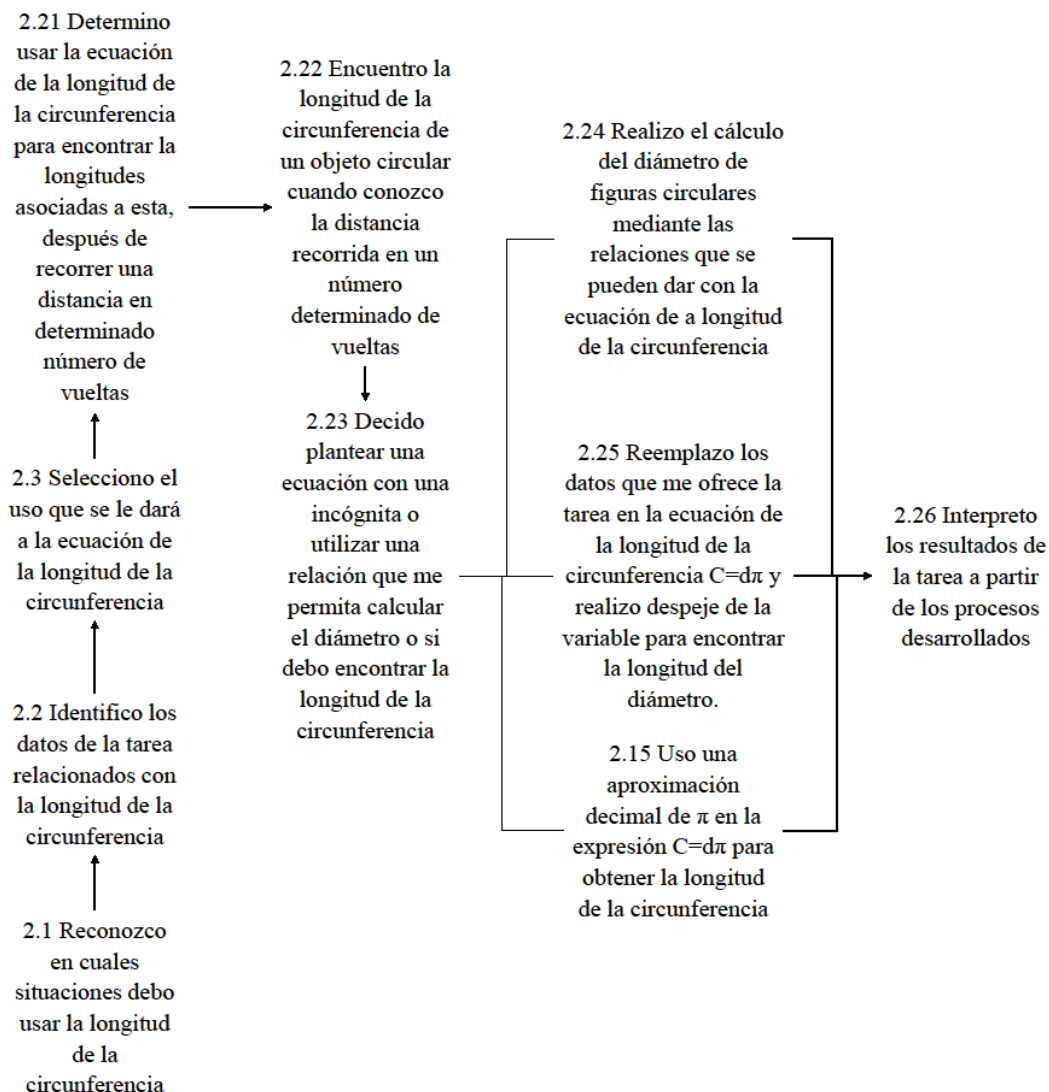 2.21 Determino
usar la ecuación
de la longitud de
la circunferencia
para encontrar la
longitudes
asociadas a esta,
después de
recorrer una
distancia en
determinado
número de
vueltas
2.3 Selecciono el
uso que se le dará
a la ecuación de
la longitud de la
circunferencia
2.2 Identifico los
datos de la tarea
relacionados con
la longitud de la
circunferencia
2.1 Reconozco
en cuales
situaciones debo
usar la longitud
de la
circunferencia
2.22 Encuentro la
longitud de la
circunferencia de
un objeto circular
cuando conozco
la distancia
recorrida en un
número
determinado de
vueltas
2.23 Decido
plantear una
ecuación con una
incógnita o
utilizar una
relación que me
permita calcular
el diámetro o si
debo encontrar la
longitud de la
circunferencia
2.24 Realizo el cálculo
del diámetro de
figuras circulares
mediante las
relaciones que se
pueden dar con la
ecuación de a longitud
de la circunferencia
2.25 Reemplazo los
datos que me ofrece la
tarea en la ecuación de
la longitud de la
circunferencia C=dπ y
realizo despeje de la
variable para encontrar
la longitud del
diámetro.
2.15 Uso una
aproximación
decimal de π en la
expresión C=dπ para
obtener la longitud
de la circunferencia
2.26 Interpreto
los resultados de
la tarea a partir
de los procesos
desarrollados